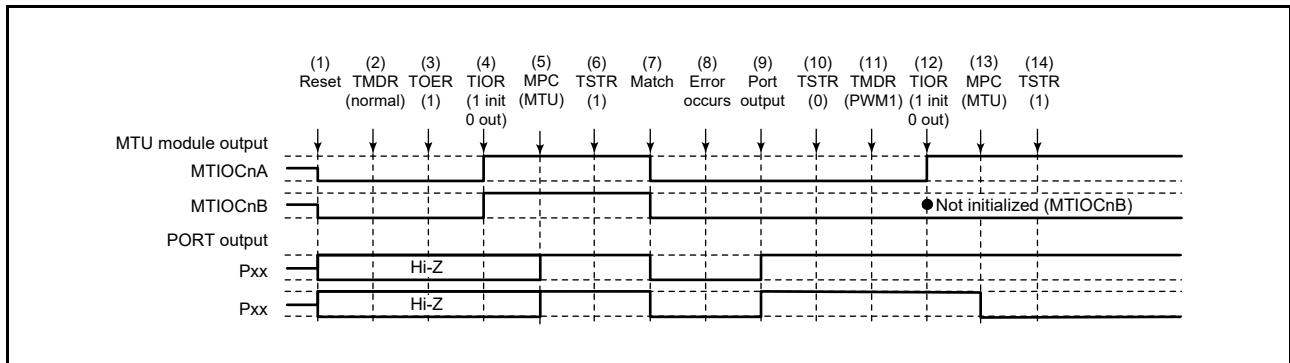 (1) (2) (3) (4) (5) (6) (7) (8) (9) (10) (11) (12) (13) (14)
Reset TMDR TOER TIOR MPC TSTR Match Error Port TSTR TMDR TIOR MPC TSTR
(normal) (1) (1 init (MTU) (1) occurs output (0) (PWM1) (1 init (MTU) (1)
0 out) 0 out)
MTU module output
MTIOCnA
MTIOCnB Not initialized (MTIOCnB)
PORT output
Pxx Hi-Z
Pxx Hi-Z